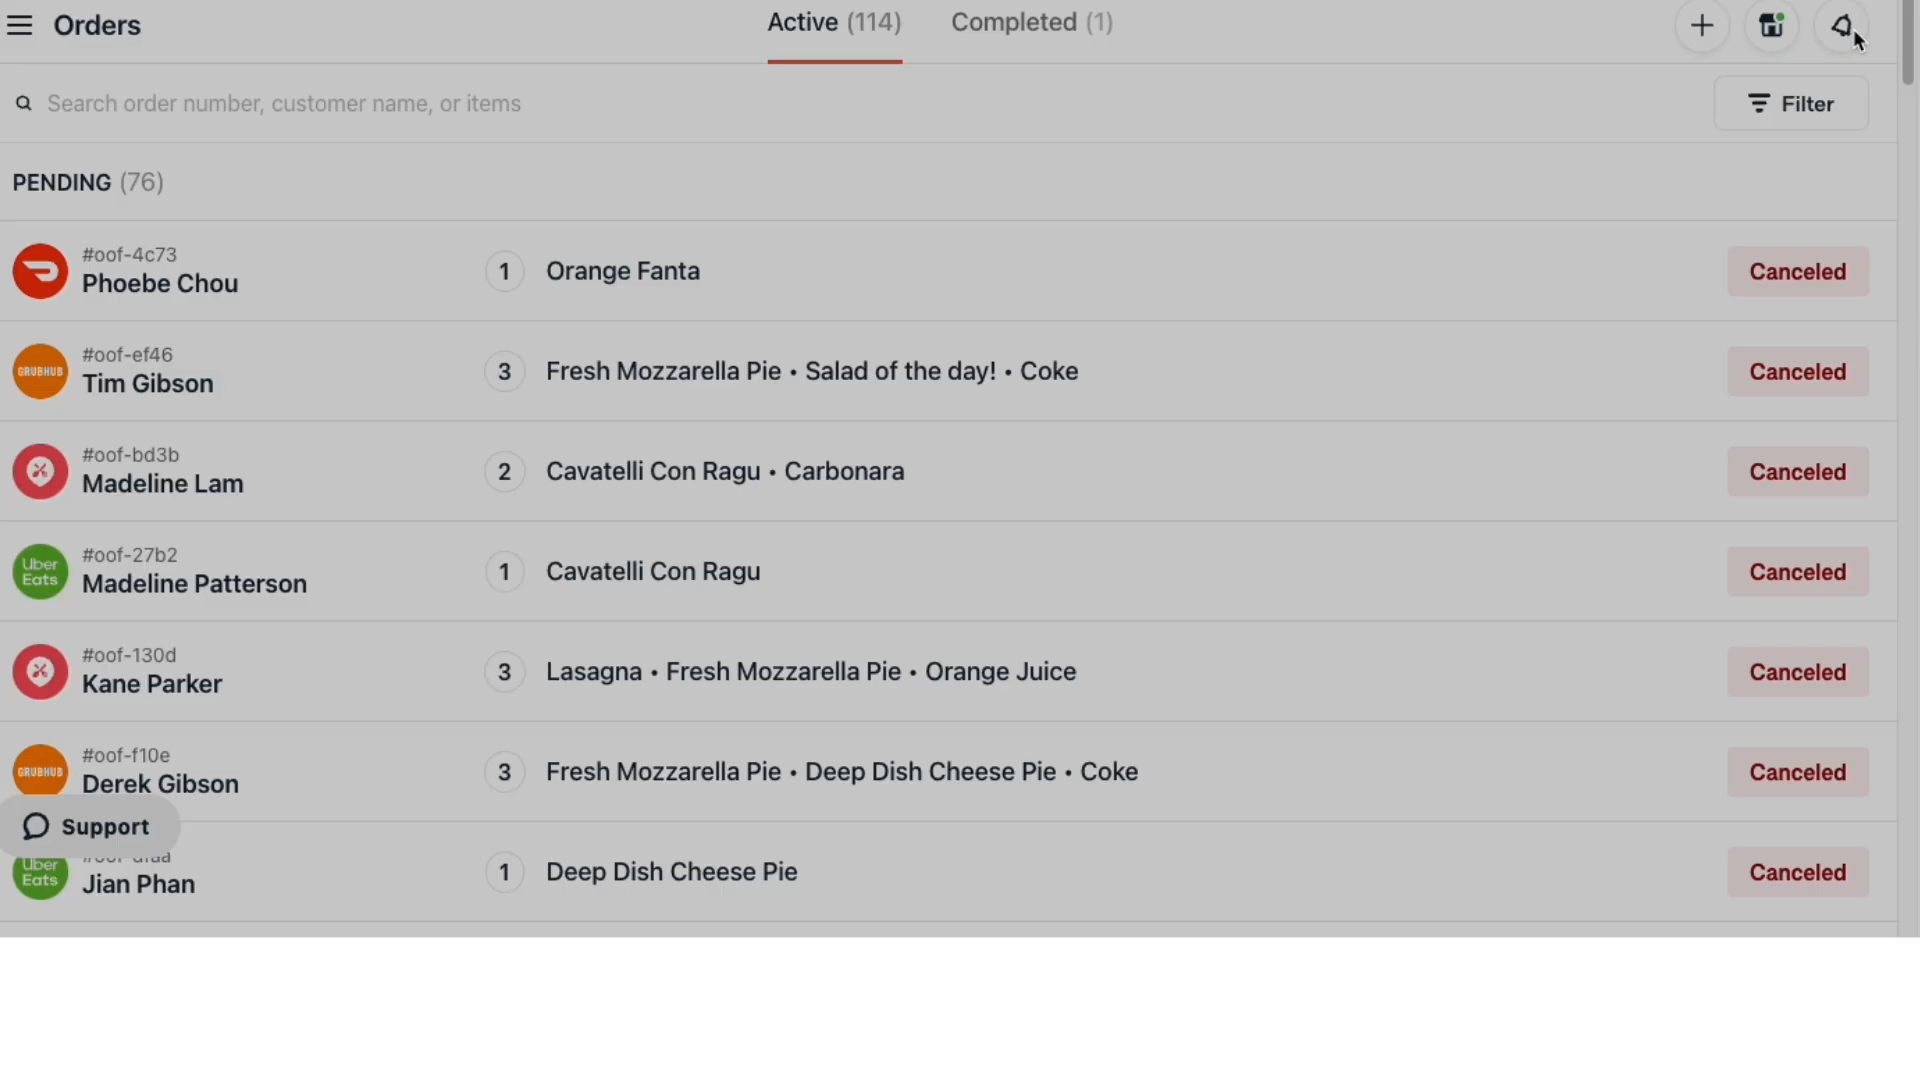 Orders
Active (114)
Completed (1)
Search order number, customer name, or items
Filter
PENDING (76)
#oof-4c73
Phoebe Chou
1
Orange Fanta
Canceled
GRUBHUB
#oof-ef46
Tim Gibson
3
Fresh Mozzarella Pie • Salad of the day! • Coke
Canceled
#oof-bd3b
Madeline Lam
2
Cavatelli Con Ragu • Carbonara
Canceled
Uber
Eats
#oof-27b2
Madeline Patterson
1
Cavatelli Con Ragu
Canceled
#oof-130d
Kane Parker
3
Lasagna • Fresh Mozzarella Pie • Orange Juice
Canceled
GRUBHUB
#oof-f10e
Derek Gibson
3
Fresh Mozzarella Pie • Deep Dish Cheese Pie • Coke
Canceled
Support
Uber
Eats
Jian Phan
1
Deep Dish Cheese Pie
Canceled